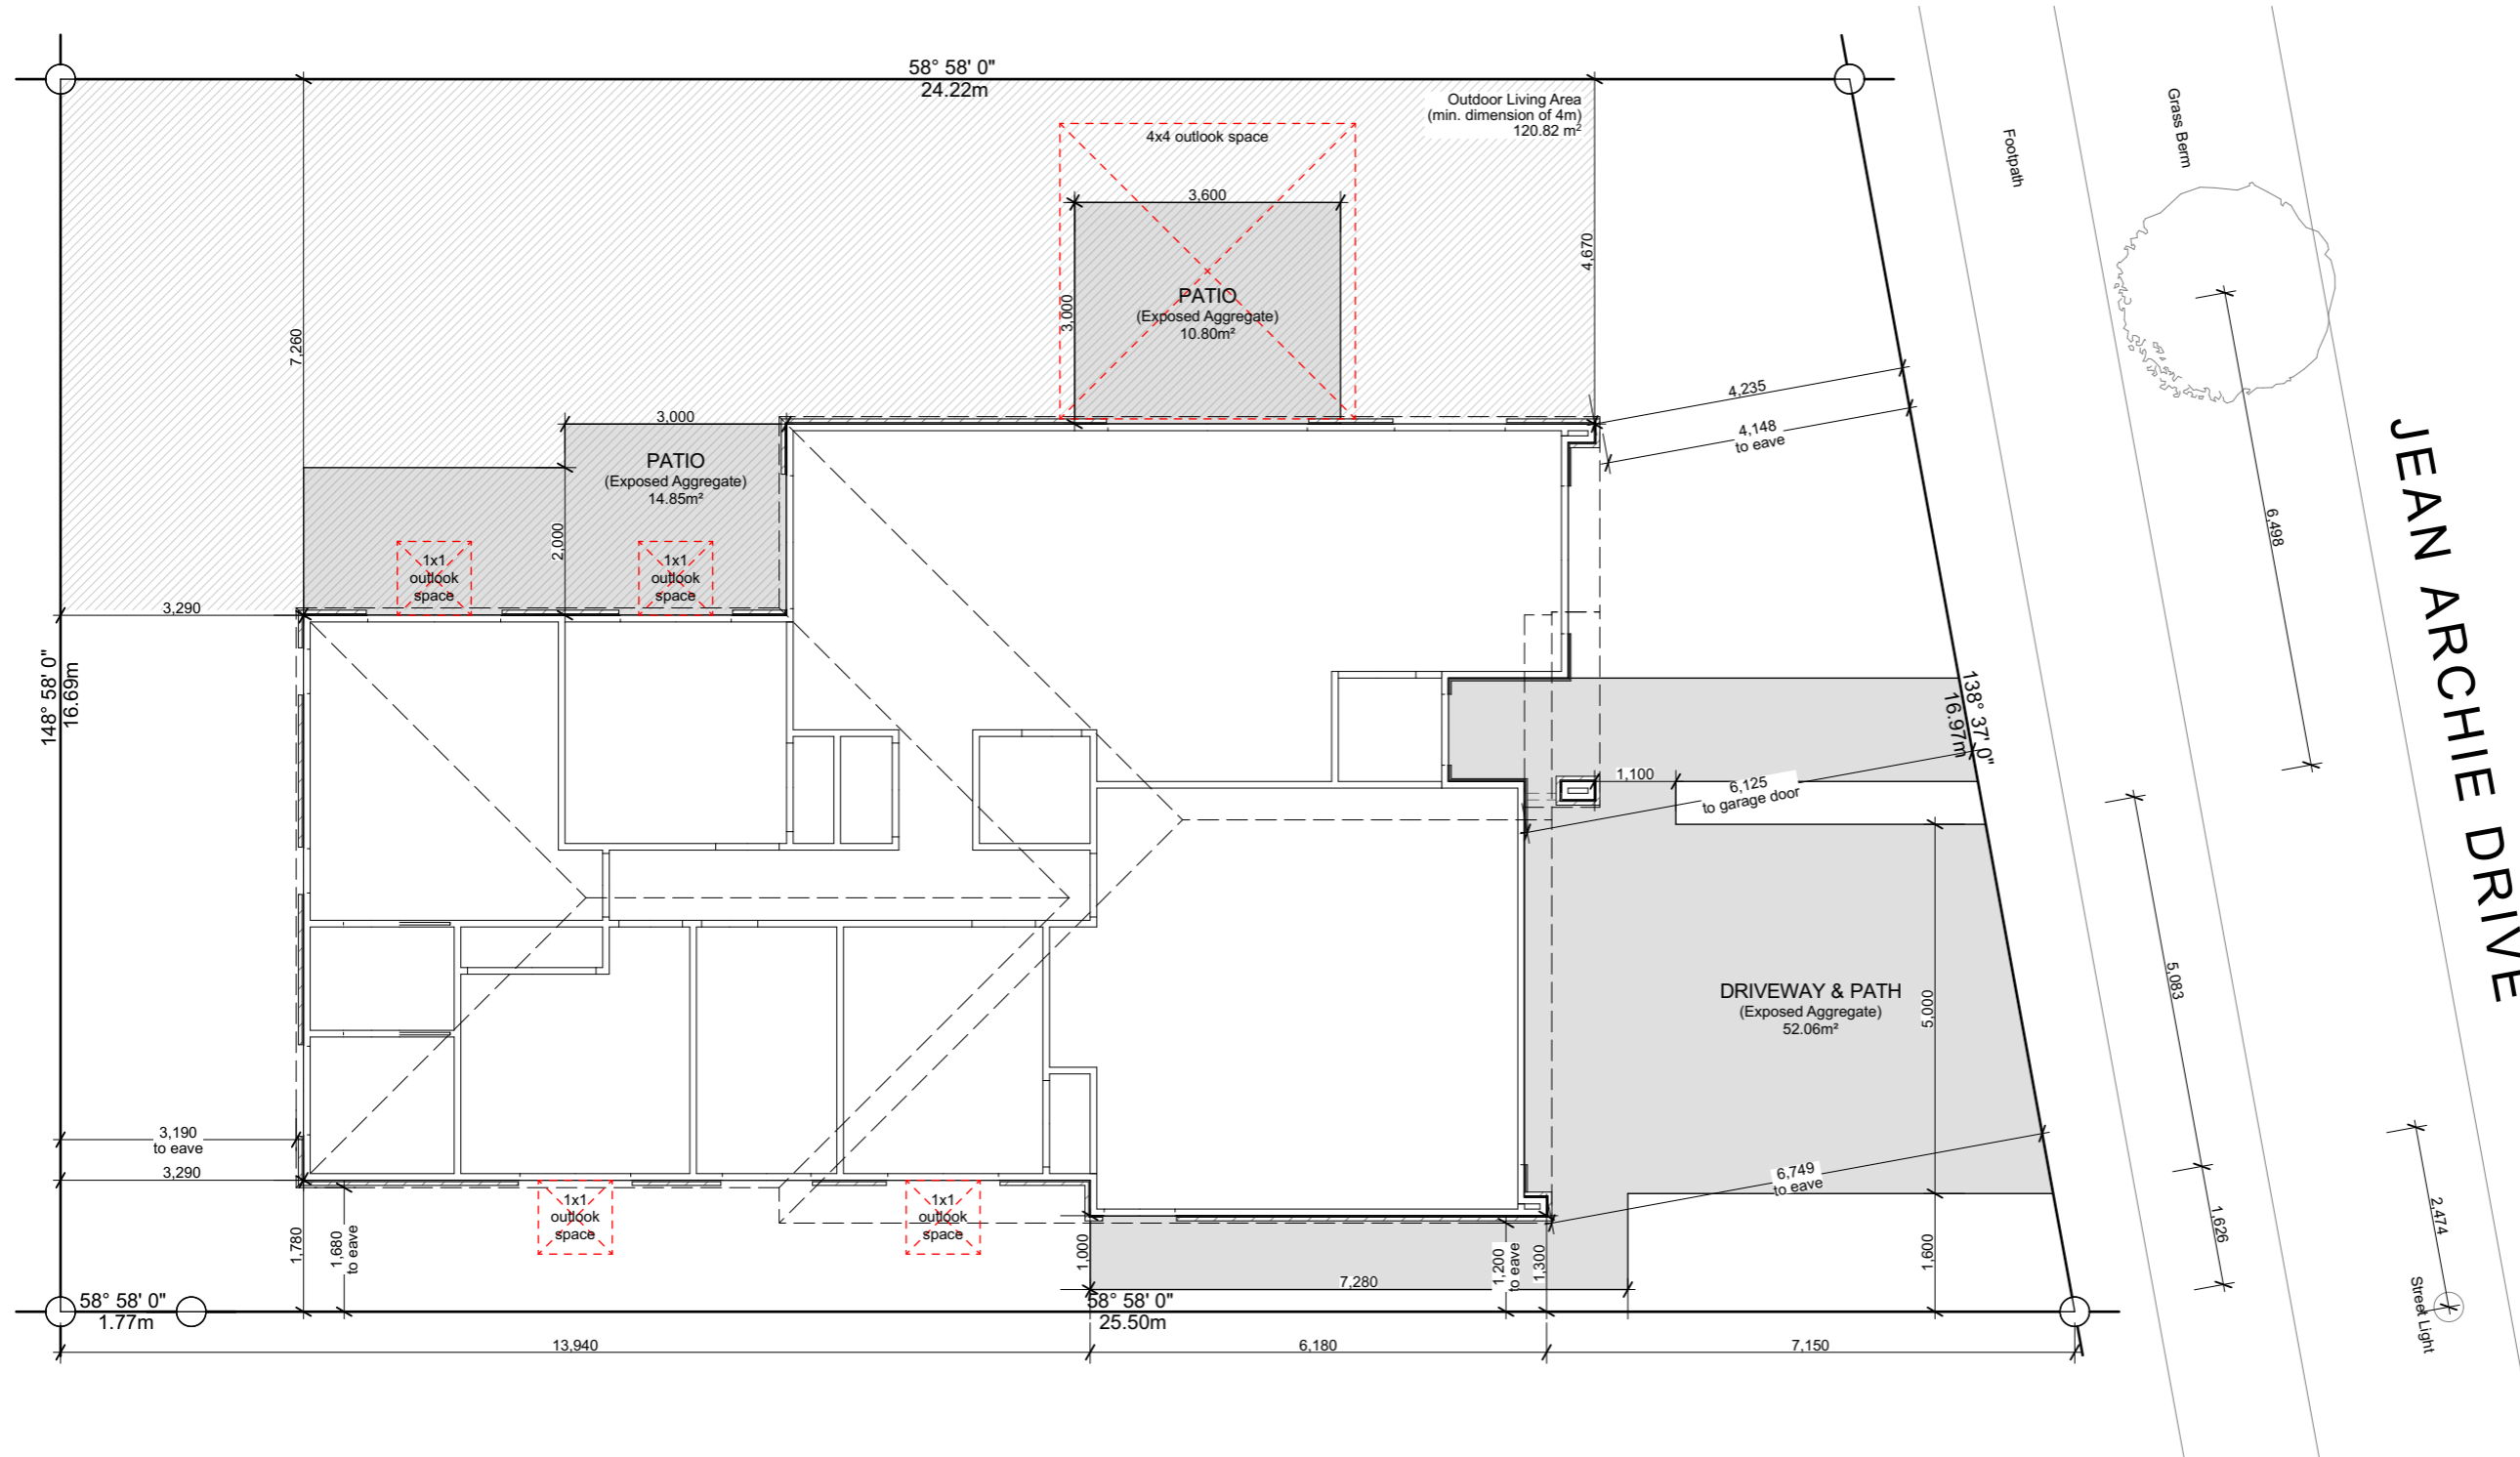 58° 58' 0"
24.22m
Outdoor Living Area
(min. dimension of 4m)
120.82 m²
4x4 outlook space
Grass Berm
Footpath
3,600
4,670
PATIO
(Exposed Aggregate)
10.80m²
3,000
7,260
4,235
4,148
to eave
3,000
PATIO
(Exposed Aggregate)
14.85m²
2,000
1x1
outlook
space
1x1
outlook
space
6,498
JEAN ARCHIE DRIVE
3,290
148° 58' 0"
16.69m
138° 37' 0"
16.97m
1,100
6,125
to garage door
5,083
DRIVEWAY & PATH
(Exposed Aggregate)
52.06m²
5,000
3,190
to eave
3,290
6,749
to eave
1x1
outlook
space
1x1
outlook
space
1,780
1,680
to eave
1,000
1,200
to eave
1,300
1,600
1,626
2,474
Street Light
7,280
58° 58' 0"
1.77m
58° 58' 0"
25.50m
13,940
6,180
7,150